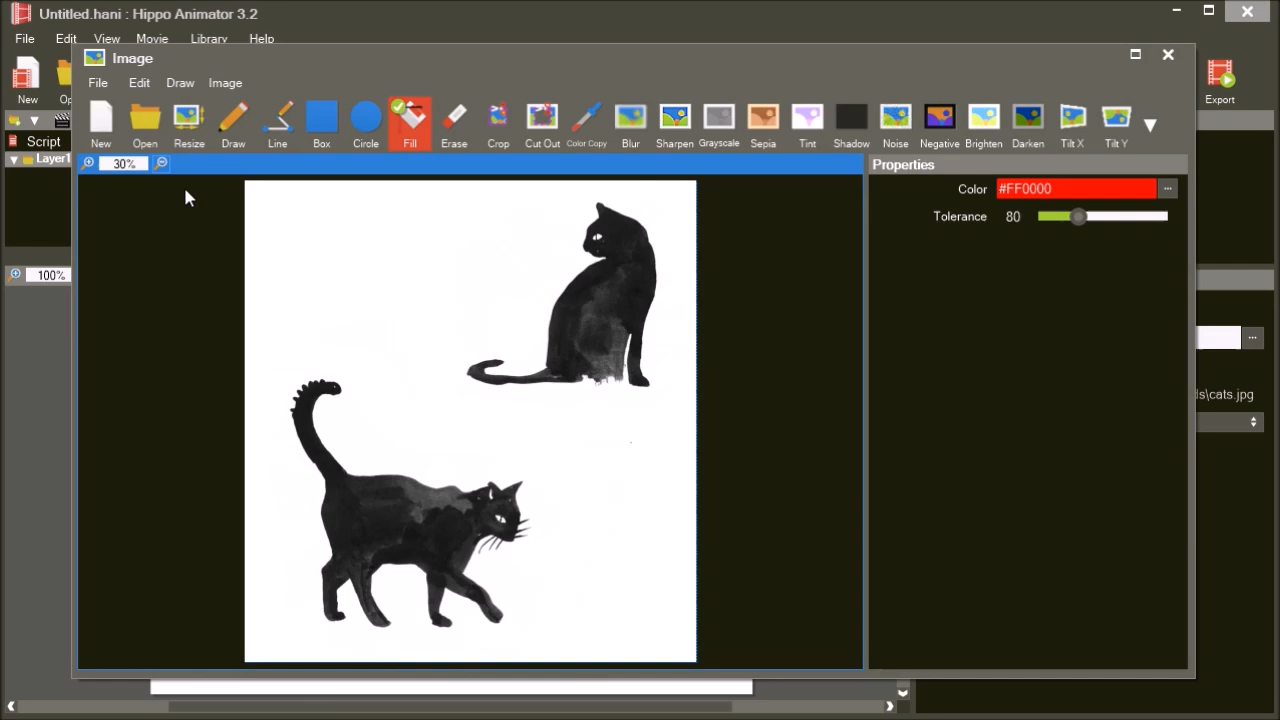 Untitled.hani : Hippo Animator 3.2
File Edit View Movie Library Help
Image
File Edit Draw Image
New
Export
New Open Resize Draw Line Box Circle Fill Erase Crop Cut Out Color Copy Blur Sharpen Grayscale Sepia Tint Shadow Noise Negative Brighten Darken Tilt X Tilt Y
Script
Layer1
30%
Properties
Color #FF0000
Tolerance 80
100%
\cats.jpg